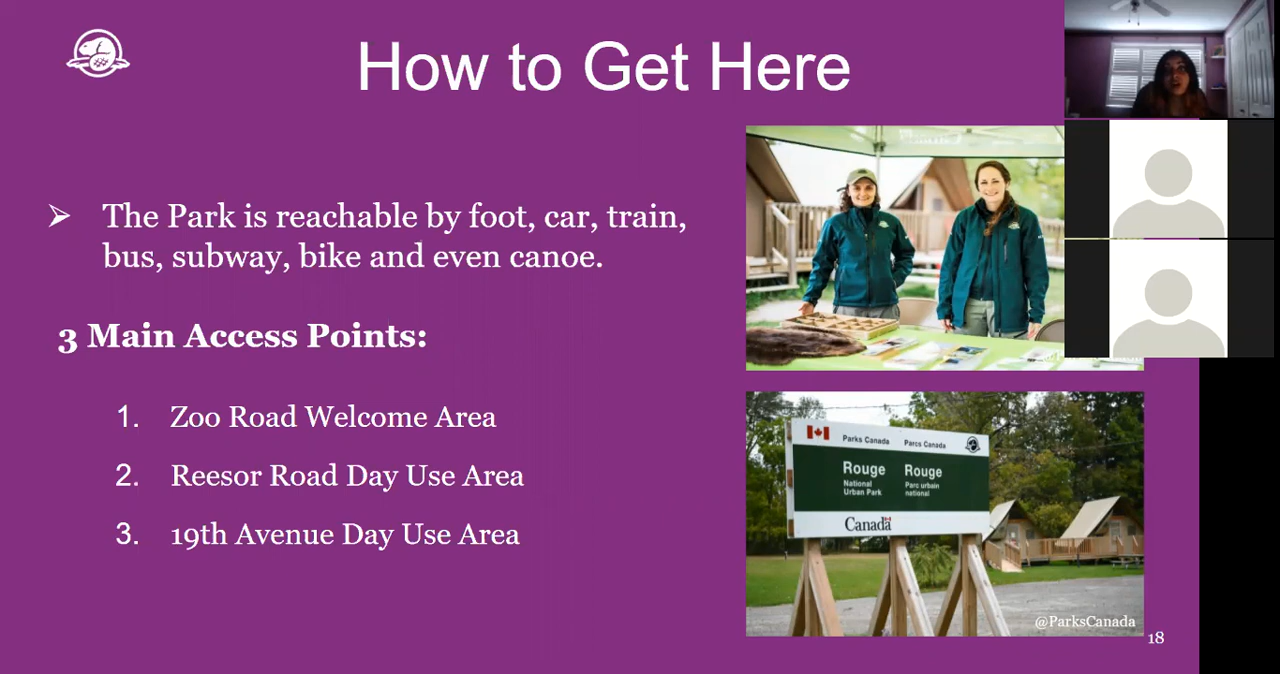 How to Get Here
➢ The Park is reachable by foot, car, train,
bus, subway, bike and even canoe.
3 Main Access Points:
1. Zoo Road Welcome Area
2. Reesor Road Day Use Area
3. 19th Avenue Day Use Area
Parks Canada Parcs Canada
Rouge Rouge
National Parc urbain
Urban Park national
Canada
@ParksCanada
18